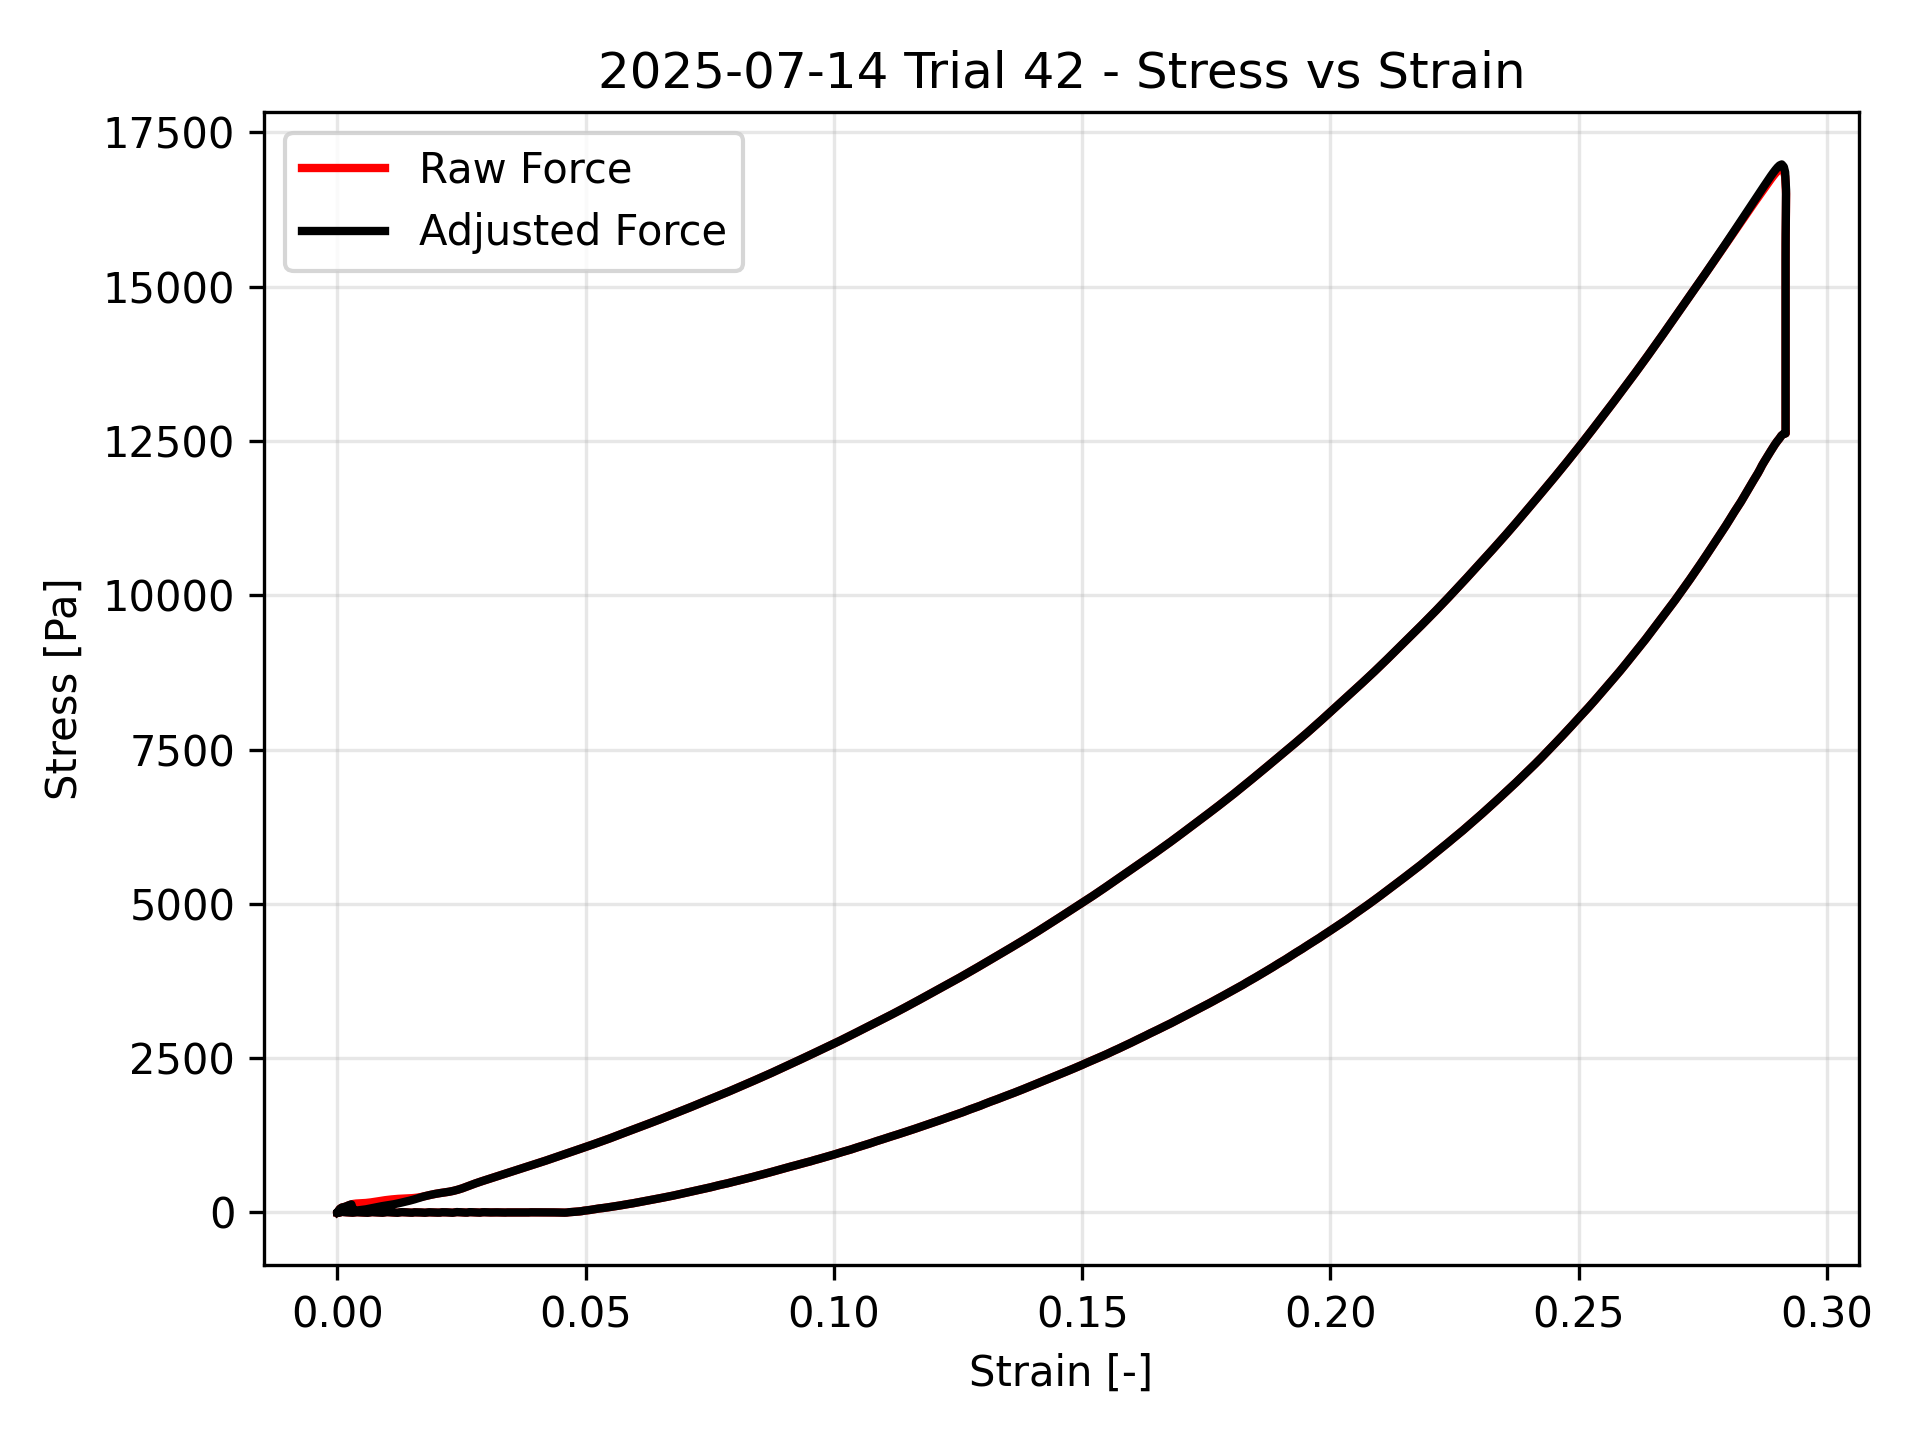 2025-07-14 Trial 42 - Stress vs Strain
17500
15000
12500
10000
7500
5000
2500
0
Raw Force
Adjusted Force
Stress [Pa]
0.00 0.05 0.10 0.15 0.20 0.25 0.30
Strain [-]